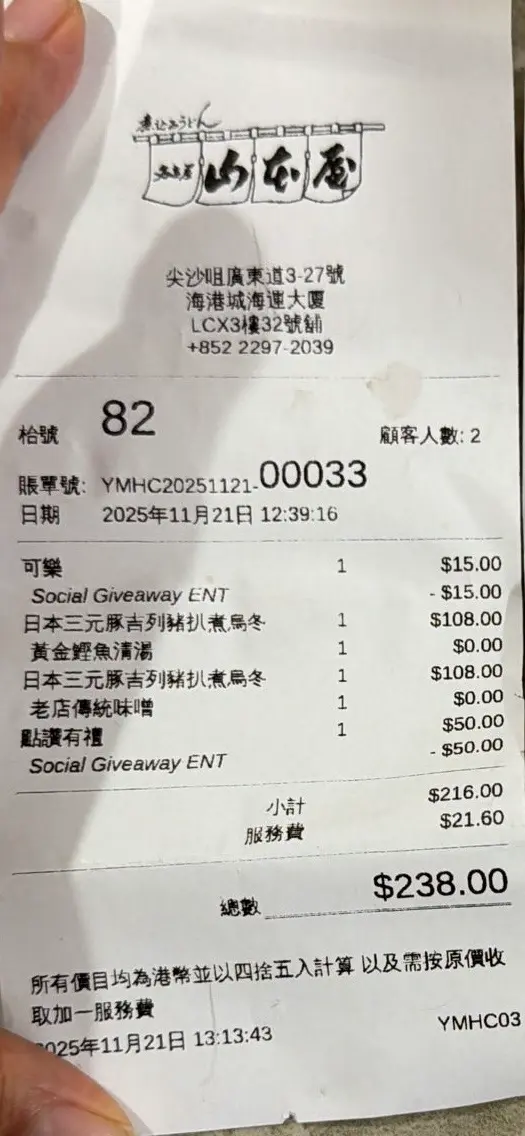 煮込みうどん
山本屋
尖沙咀廣東道3-27號
海港城海運大廈
LCX3樓32號舖
+852 2297-2039
枱號 82 顧客人數: 2
賬單號: YMHC20251121-00033
日期 2025年11月21日 12:39:16
可樂 1 $15.00
Social Giveaway ENT - $15.00
日本三元豚吉列豬扒煮烏冬 1 $108.00
黃金鰹魚清湯 1 $0.00
日本三元豚吉列豬扒煮烏冬 1 $108.00
老店傳統味噌 1 $0.00
點讚有禮 1 $50.00
Social Giveaway ENT - $50.00
小計 $216.00
服務費 $21.60
總數 $238.00
所有價目均為港幣並以四捨五入計算 以及需按原價收
取加一服務費
025年11月21日 13:13:43 YMHC03